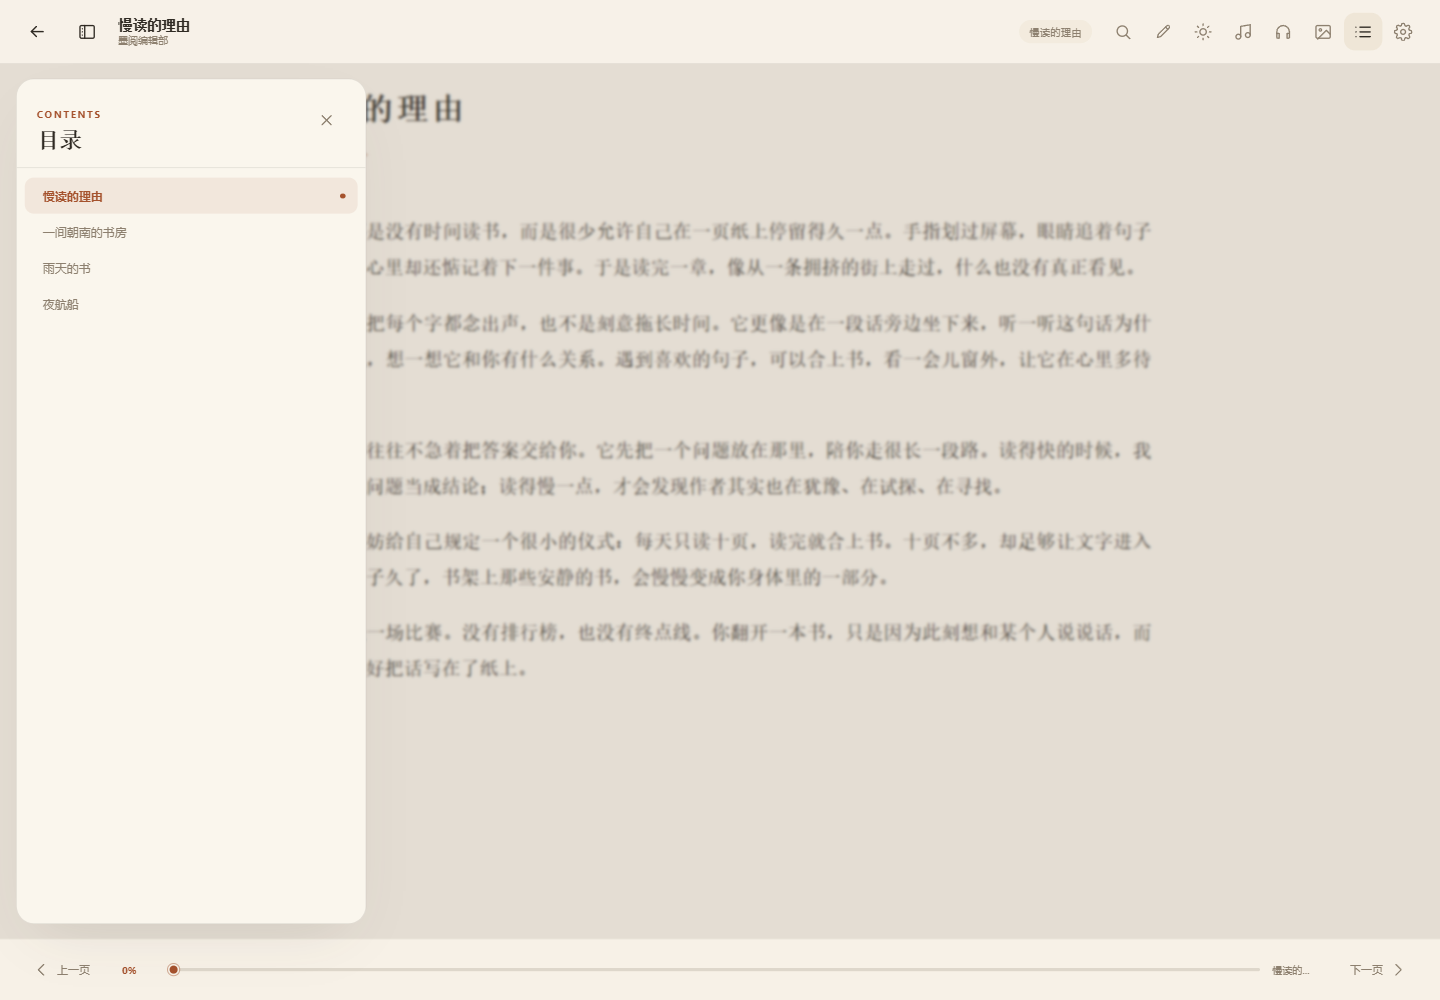 慢读的理由
墨阅编辑部
慢读的理由
CONTENTS
目录
慢读的理由
一间朝南的书房
雨天的书
夜航船
的理由
是没有时间读书，而是很少允许自己在一页纸上停留得久一点。手指划过屏幕，眼睛追着句子
心里却还惦记着下一件事。于是读完一章，像从一条拥挤的街上走过，什么也没有真正看见。
把每个字都念出声，也不是刻意拖长时间。它更像是在一段话旁边坐下来，听一听这句话为什
，想一想它和你有什么关系。遇到喜欢的句子，可以合上书，看一会儿窗外，让它在心里多待
往往不急着把答案交给你。它先把一个问题放在那里，陪你走很长一段路。读得快的时候，我
问题当成结论；读得慢一点，才会发现作者其实也在犹豫、在试探、在寻找。
妨给自己规定一个很小的仪式：每天只读十页，读完就合上书。十页不多，却足够让文字进入
子久了，书架上那些安静的书，会慢慢变成你身体里的一部分。
一场比赛。没有排行榜，也没有终点线。你翻开一本书，只是因为此刻想和某个人说说话，而
好把话写在了纸上。
上一页
0%
慢读的...
下一页